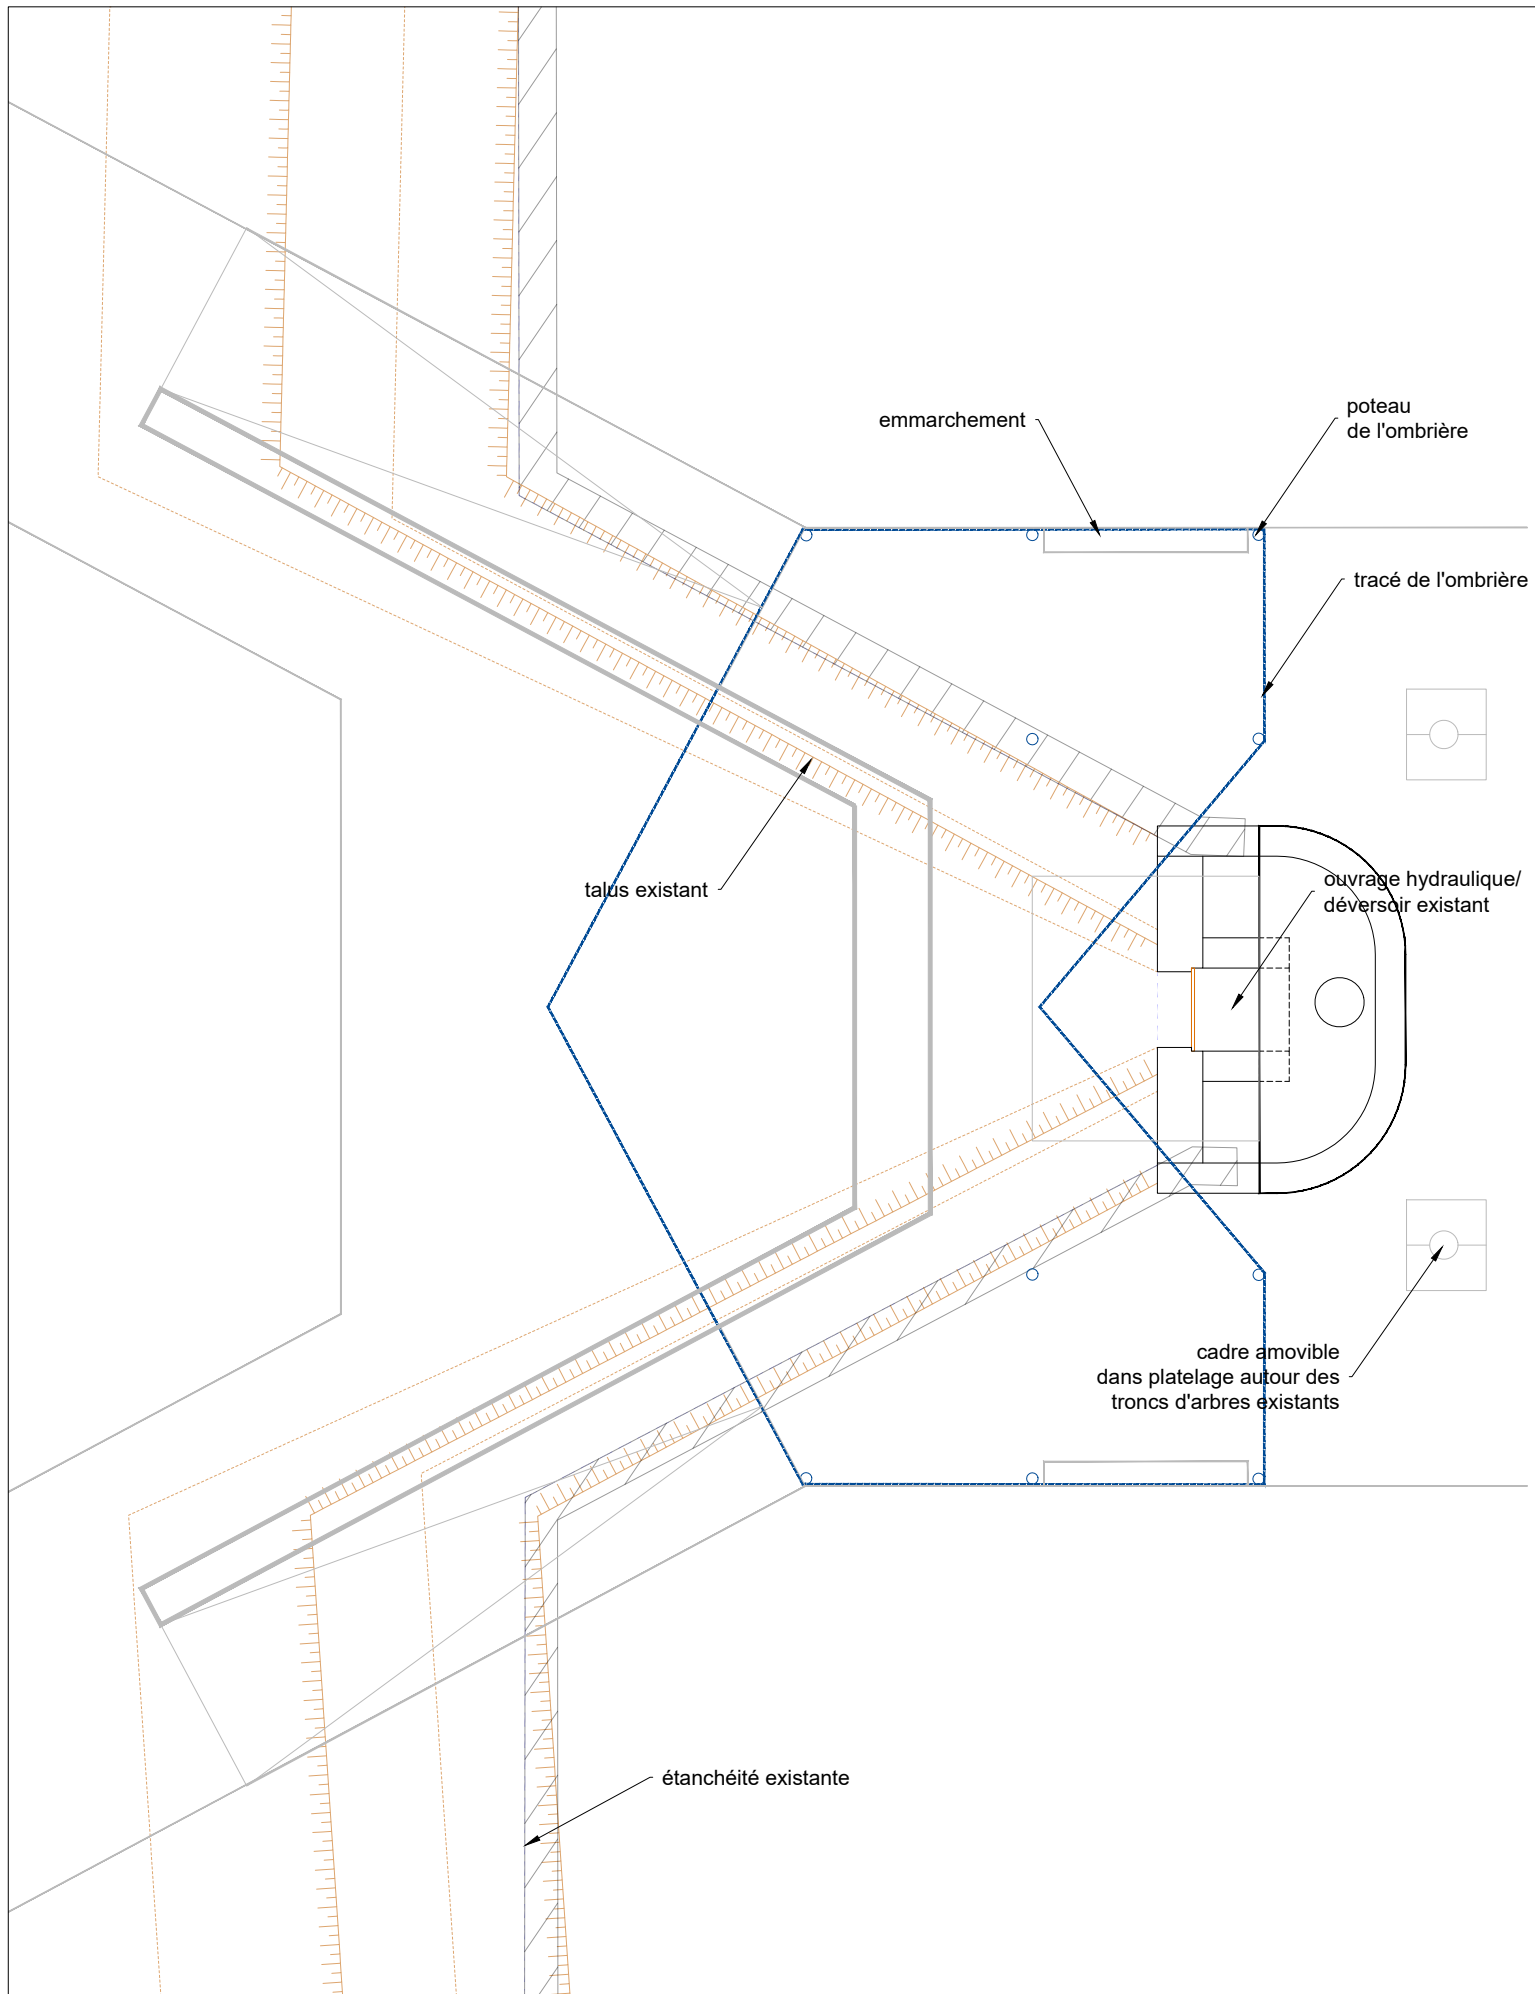 emmarchement
poteau
de l'ombrière
tracé de l'ombrière
talus existant
ouvrage hydraulique/
déversoir existant
cadre amovible
dans platelage autour des
troncs d'arbres existants
étanchéité existante